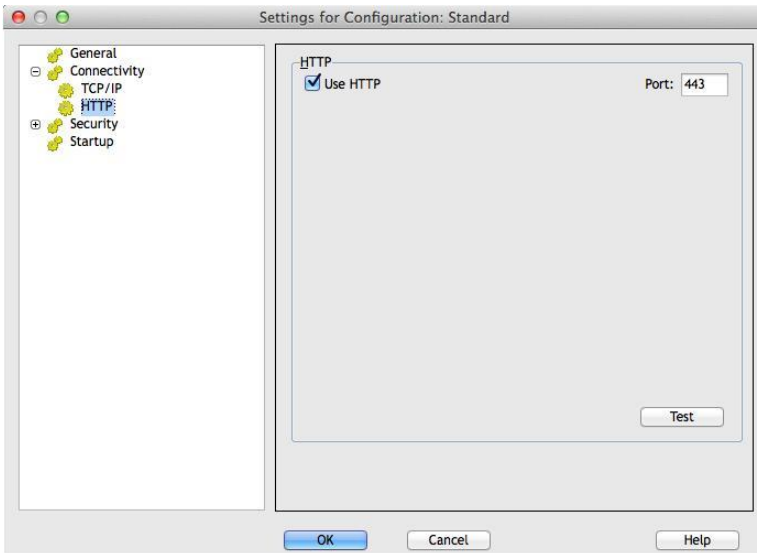 Settings for Configuration: Standard
General
Connectivity
TCP/IP
HTTP
Security
Startup
HTTP
Use HTTP
Port: 443
Test
OK
Cancel
Help